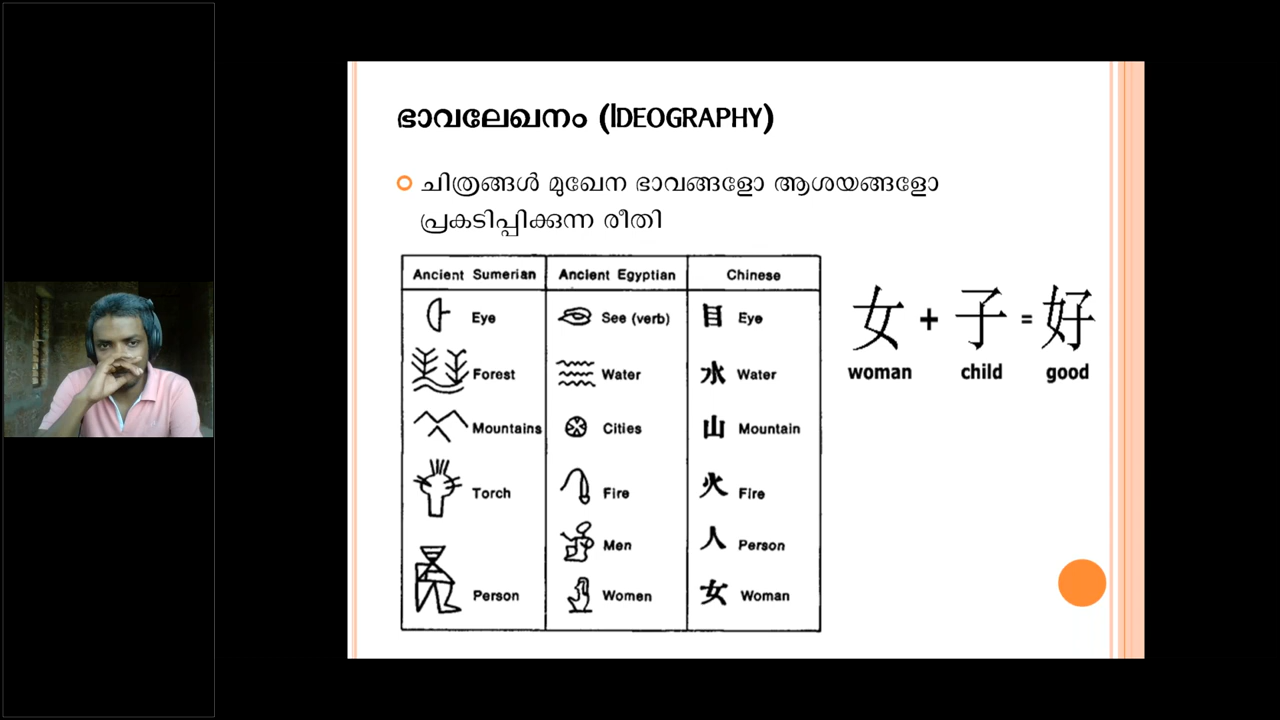 ഭാവലേഖനം (IDEOGRAPHY)
ചിത്രങ്ങൾ മുഖേന ഭാവങ്ങളോ ആശയങ്ങളോ
പ്രകടിപ്പിക്കുന്ന രീതി
Ancient Sumerian Ancient Egyptian Chinese
Eye See (verb) 目 Eye
Forest Water 水 Water
Mountains Cities 山 Mountain
Torch Fire 火 Fire
Men 人 Person
Person Women 女 Woman
女 + 子 = 好
woman child good